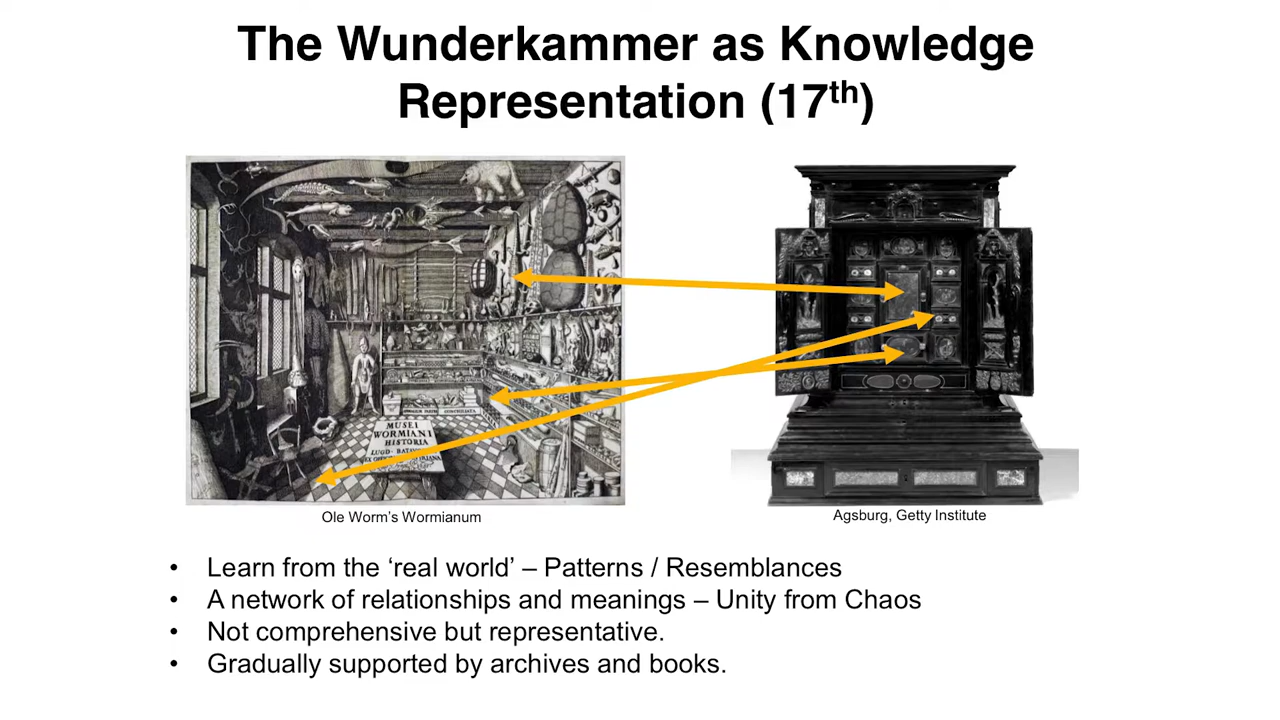 The Wunderkammer as Knowledge
Representation (17th)
MUSEI
WORMIANI
HISTORIA
Ole Worm's Wormianum
Agsburg, Getty Institute
• Learn from the ‘real world’ – Patterns / Resemblances
• A network of relationships and meanings – Unity from Chaos
• Not comprehensive but representative.
• Gradually supported by archives and books.